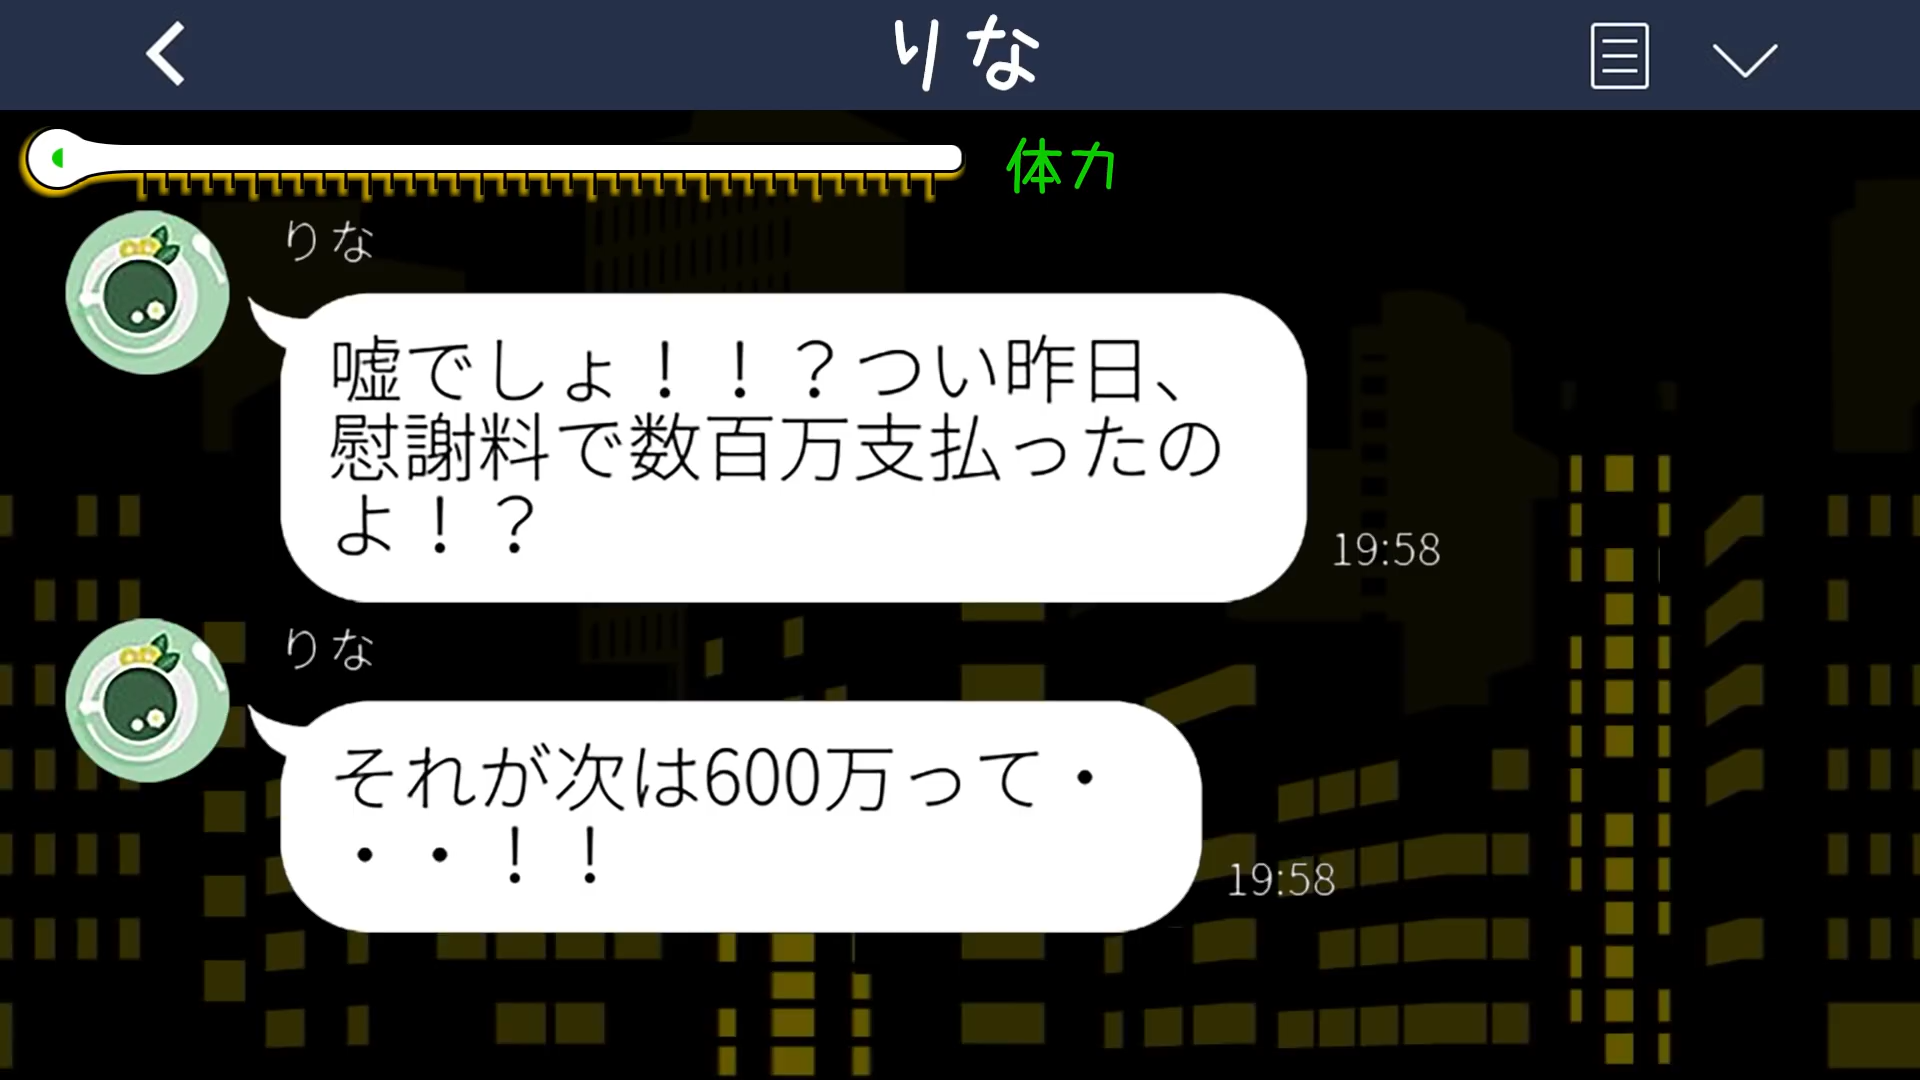 りな
体力
りな
嘘でしょ！！？つい昨日、
慰謝料で数百万支払ったの
よ！？
19:58
りな
それが次は600万って・
・・！！
19:58